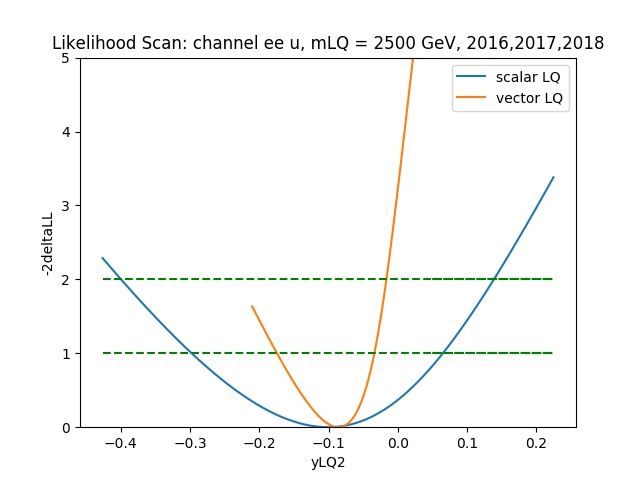 Likelihood Scan: channel ee u, mLQ = 2500 GeV, 2016,2017,2018
scalar LQ
vector LQ
-2deltaLL
5
4
3
2
1
0
−0.4 −0.3 −0.2 −0.1 0.0 0.1 0.2
yLQ2